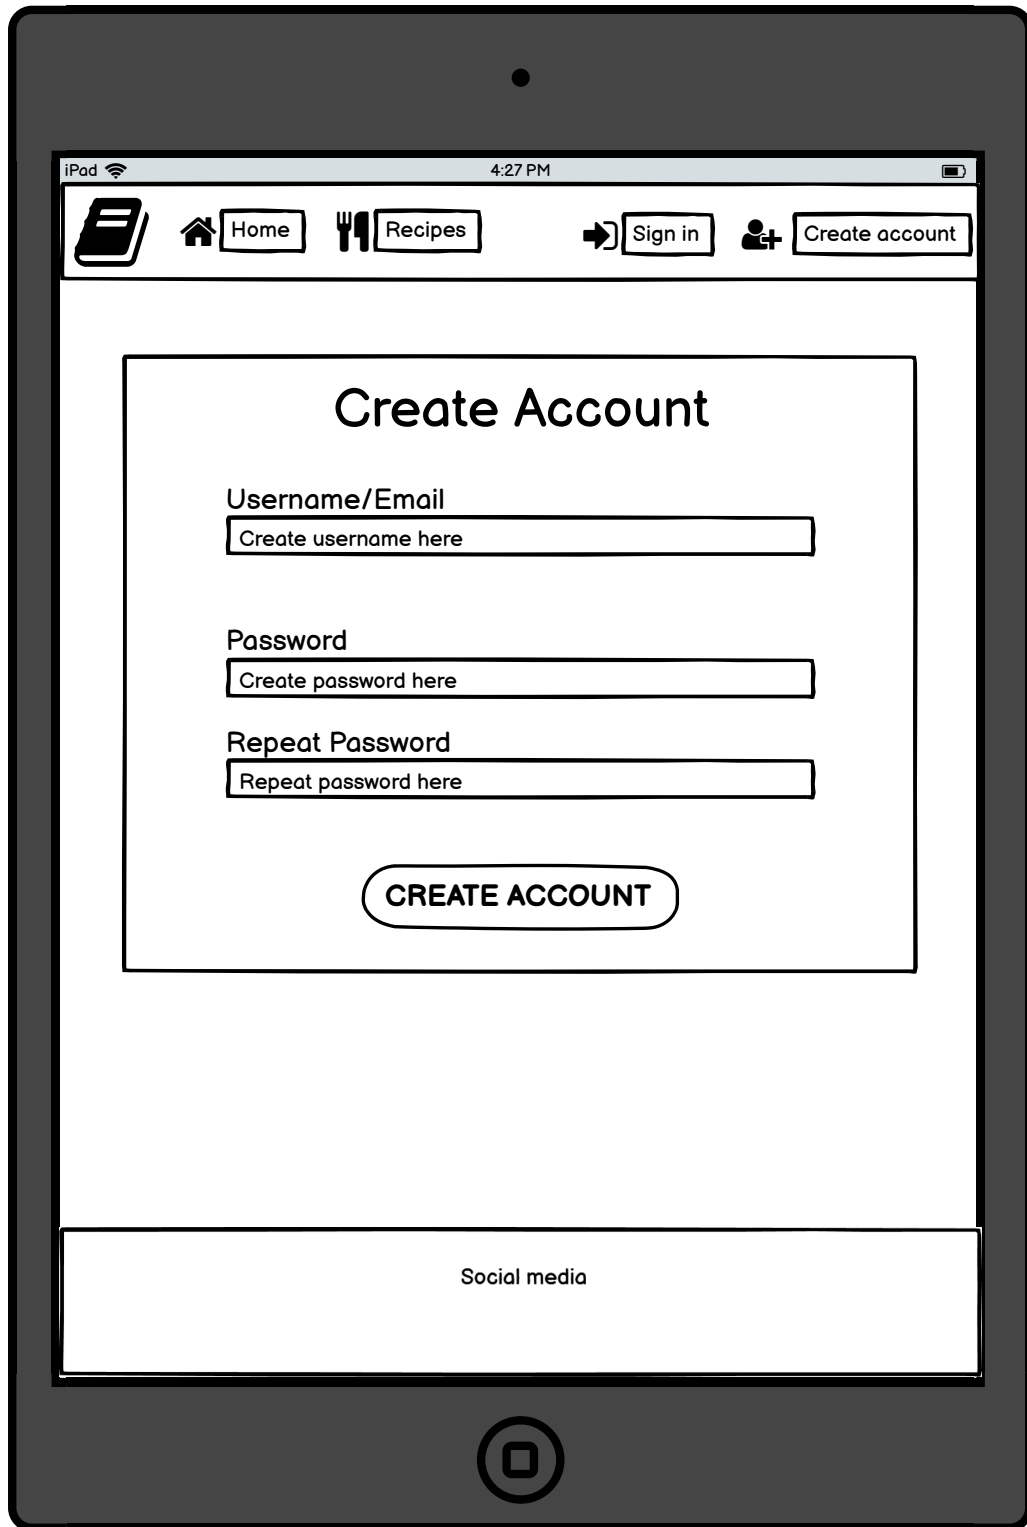 iPad 4:27 PM
Home Recipes Sign in Create account
Create Account
Username/Email
Create username here
Password
Create password here
Repeat Password
Repeat password here
CREATE ACCOUNT
Social media